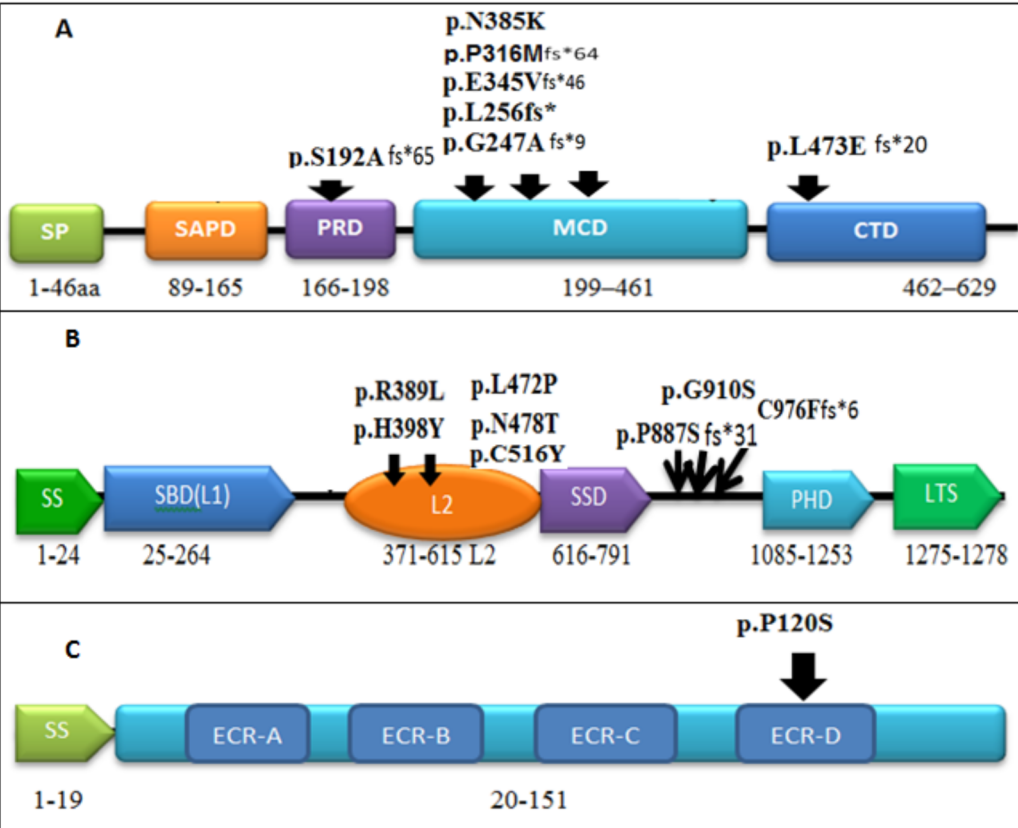 A
p.N385K
p.P316Mfs*64
p.E345Vfs*46
p.L256fs*
p.G247A fs*9
p.S192A fs*65
p.L473E fs*20
SP SAPD PRD MCD CTD
1-46aa 89-165 166-198 199–461 462–629
B
p.R389L p.L472P p.G910S
C976Ffs*6
p.H398Y p.N478T p.P887S fs*31
p.C516Y
SS SBD(L1) L2 SSD PHD LTS
1-24 25-264 371-615 L2 616-791 1085-1253 1275-1278
p.P120S
C
SS ECR-A ECR-B ECR-C ECR-D
1-19 20-151